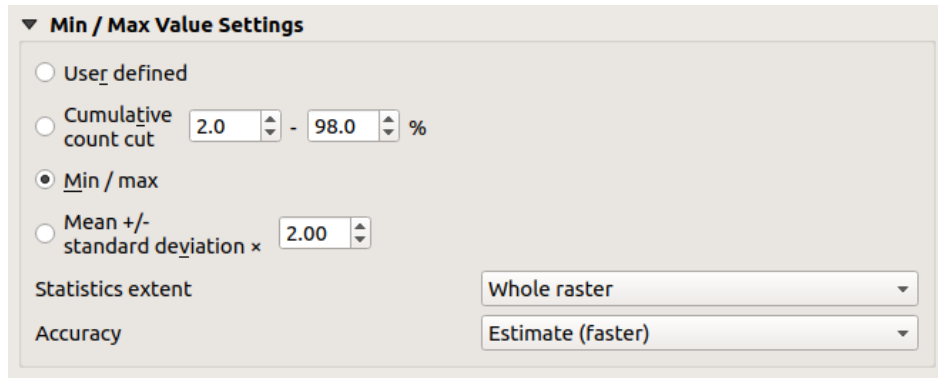 Min / Max Value Settings
User defined
Cumulative
count cut 2.0 - 98.0 %
Min / max
Mean +/-
standard deviation × 2.00
Statistics extent Whole raster
Accuracy Estimate (faster)